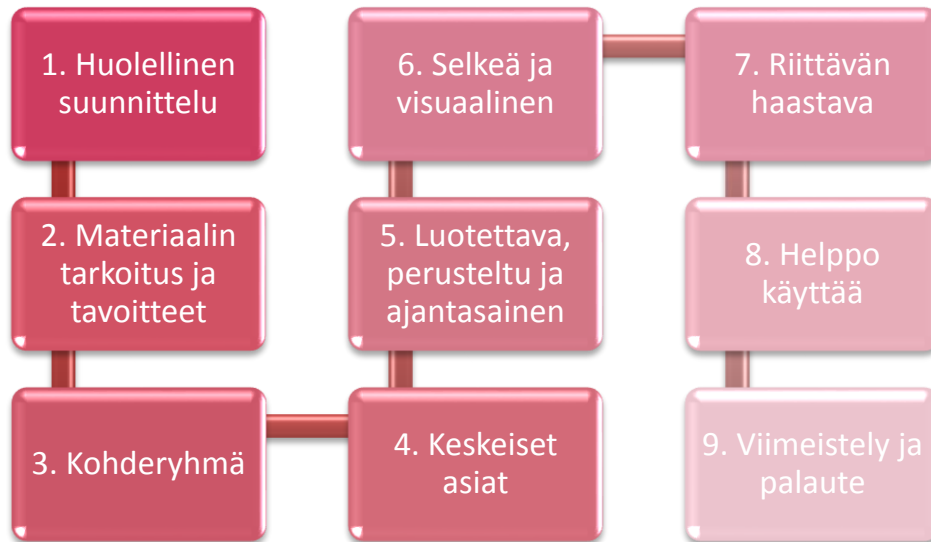 1. Huolellinen
suunnittelu
2. Materiaalin
tarkoitus ja
tavoitteet
3. Kohderyhmä
4. Keskeiset
asiat
5. Luotettava,
perusteltu ja
ajantasainen
6. Selkeä ja
visuaalinen
7. Riittävän
haastava
8. Helppo
käyttää
9. Viimeistely ja
palaute